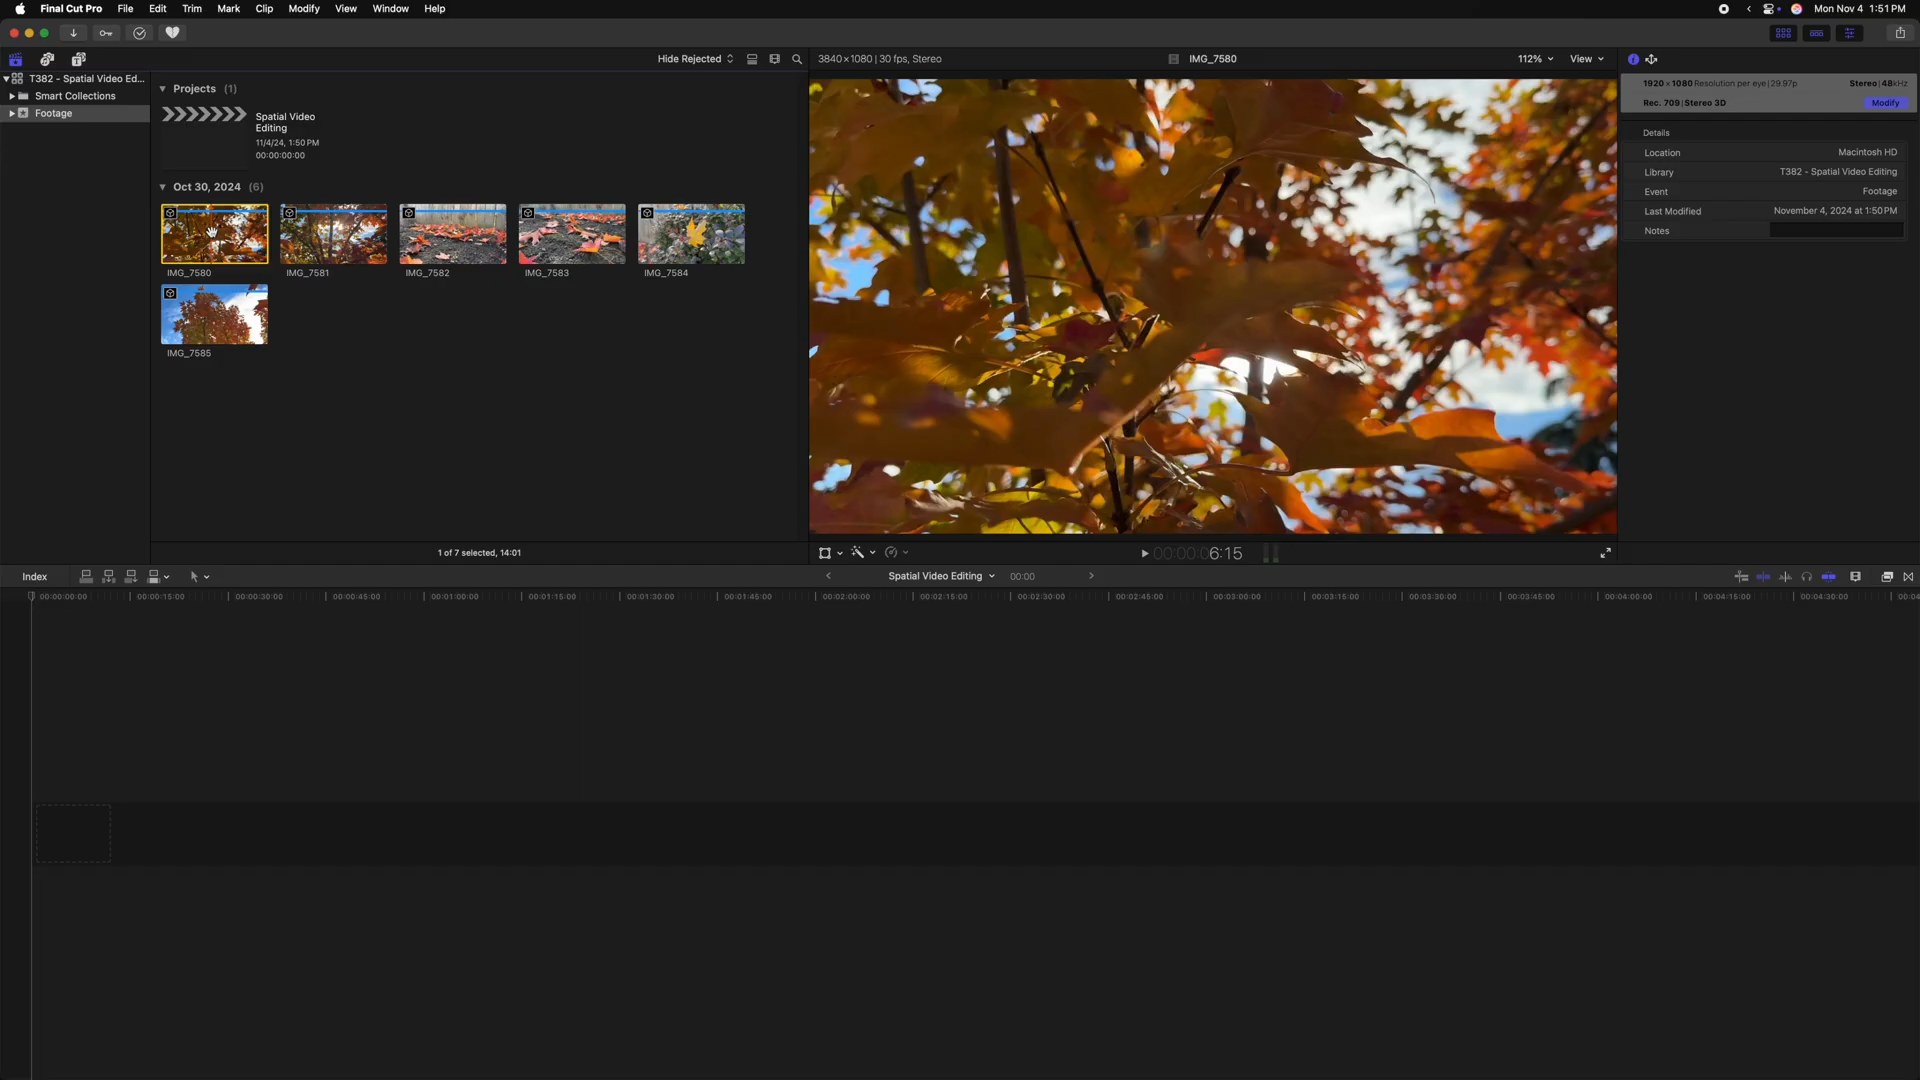 Final Cut Pro File Edit Trim Mark Clip Modify View Window Help Mon Nov 4 1:51 PM
Hide Rejected 3840×1080 | 30 fps, Stereo IMG_7580 112% View
T382 - Spatial Video Ed...
Smart Collections
Footage
Projects (1)
Spatial Video
Editing
11/4/24, 1:50 PM
00:00:00:00
Oct 30, 2024 (6)
IMG_7580 IMG_7581 IMG_7582 IMG_7583 IMG_7584
IMG_7585
1 of 7 selected, 14:01
00:00:06:15
1920 × 1080 Resolution per eye | 29.97p Stereo | 48kHz
Rec. 709 | Stereo 3D Modify
Details
Location Macintosh HD
Library T382 - Spatial Video Editing
Event Footage
Last Modified November 4, 2024 at 1:50 PM
Notes
Index Spatial Video Editing 00:00
00:00:00:00 00:00:15:00 00:00:30:00 00:00:45:00 00:01:00:00 00:01:15:00 00:01:30:00 00:01:45:00 00:02:00:00 00:02:15:00 00:02:30:00 00:02:45:00 00:03:00:00 00:03:15:00 00:03:30:00 00:03:45:00 00:04:00:00 00:04:15:00 00:04:30:00 00:04